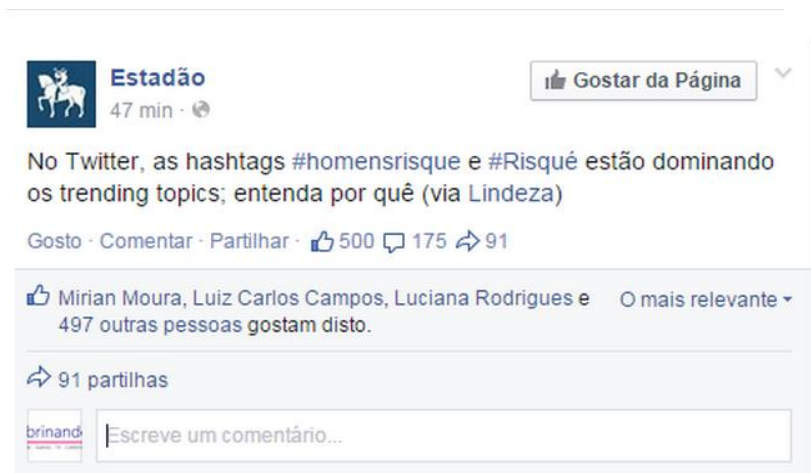 Estadão
Gostar da Página
47 min ·
No Twitter, as hashtags #homensrisque e #Risqué estão dominando
os trending topics; entenda por quê (via Lindeza)
Gosto · Comentar · Partilhar · 500 175 91
Mirian Moura, Luiz Carlos Campos, Luciana Rodrigues e
O mais relevante
497 outras pessoas gostam disto.
91 partilhas
brinand
Escreve um comentário...